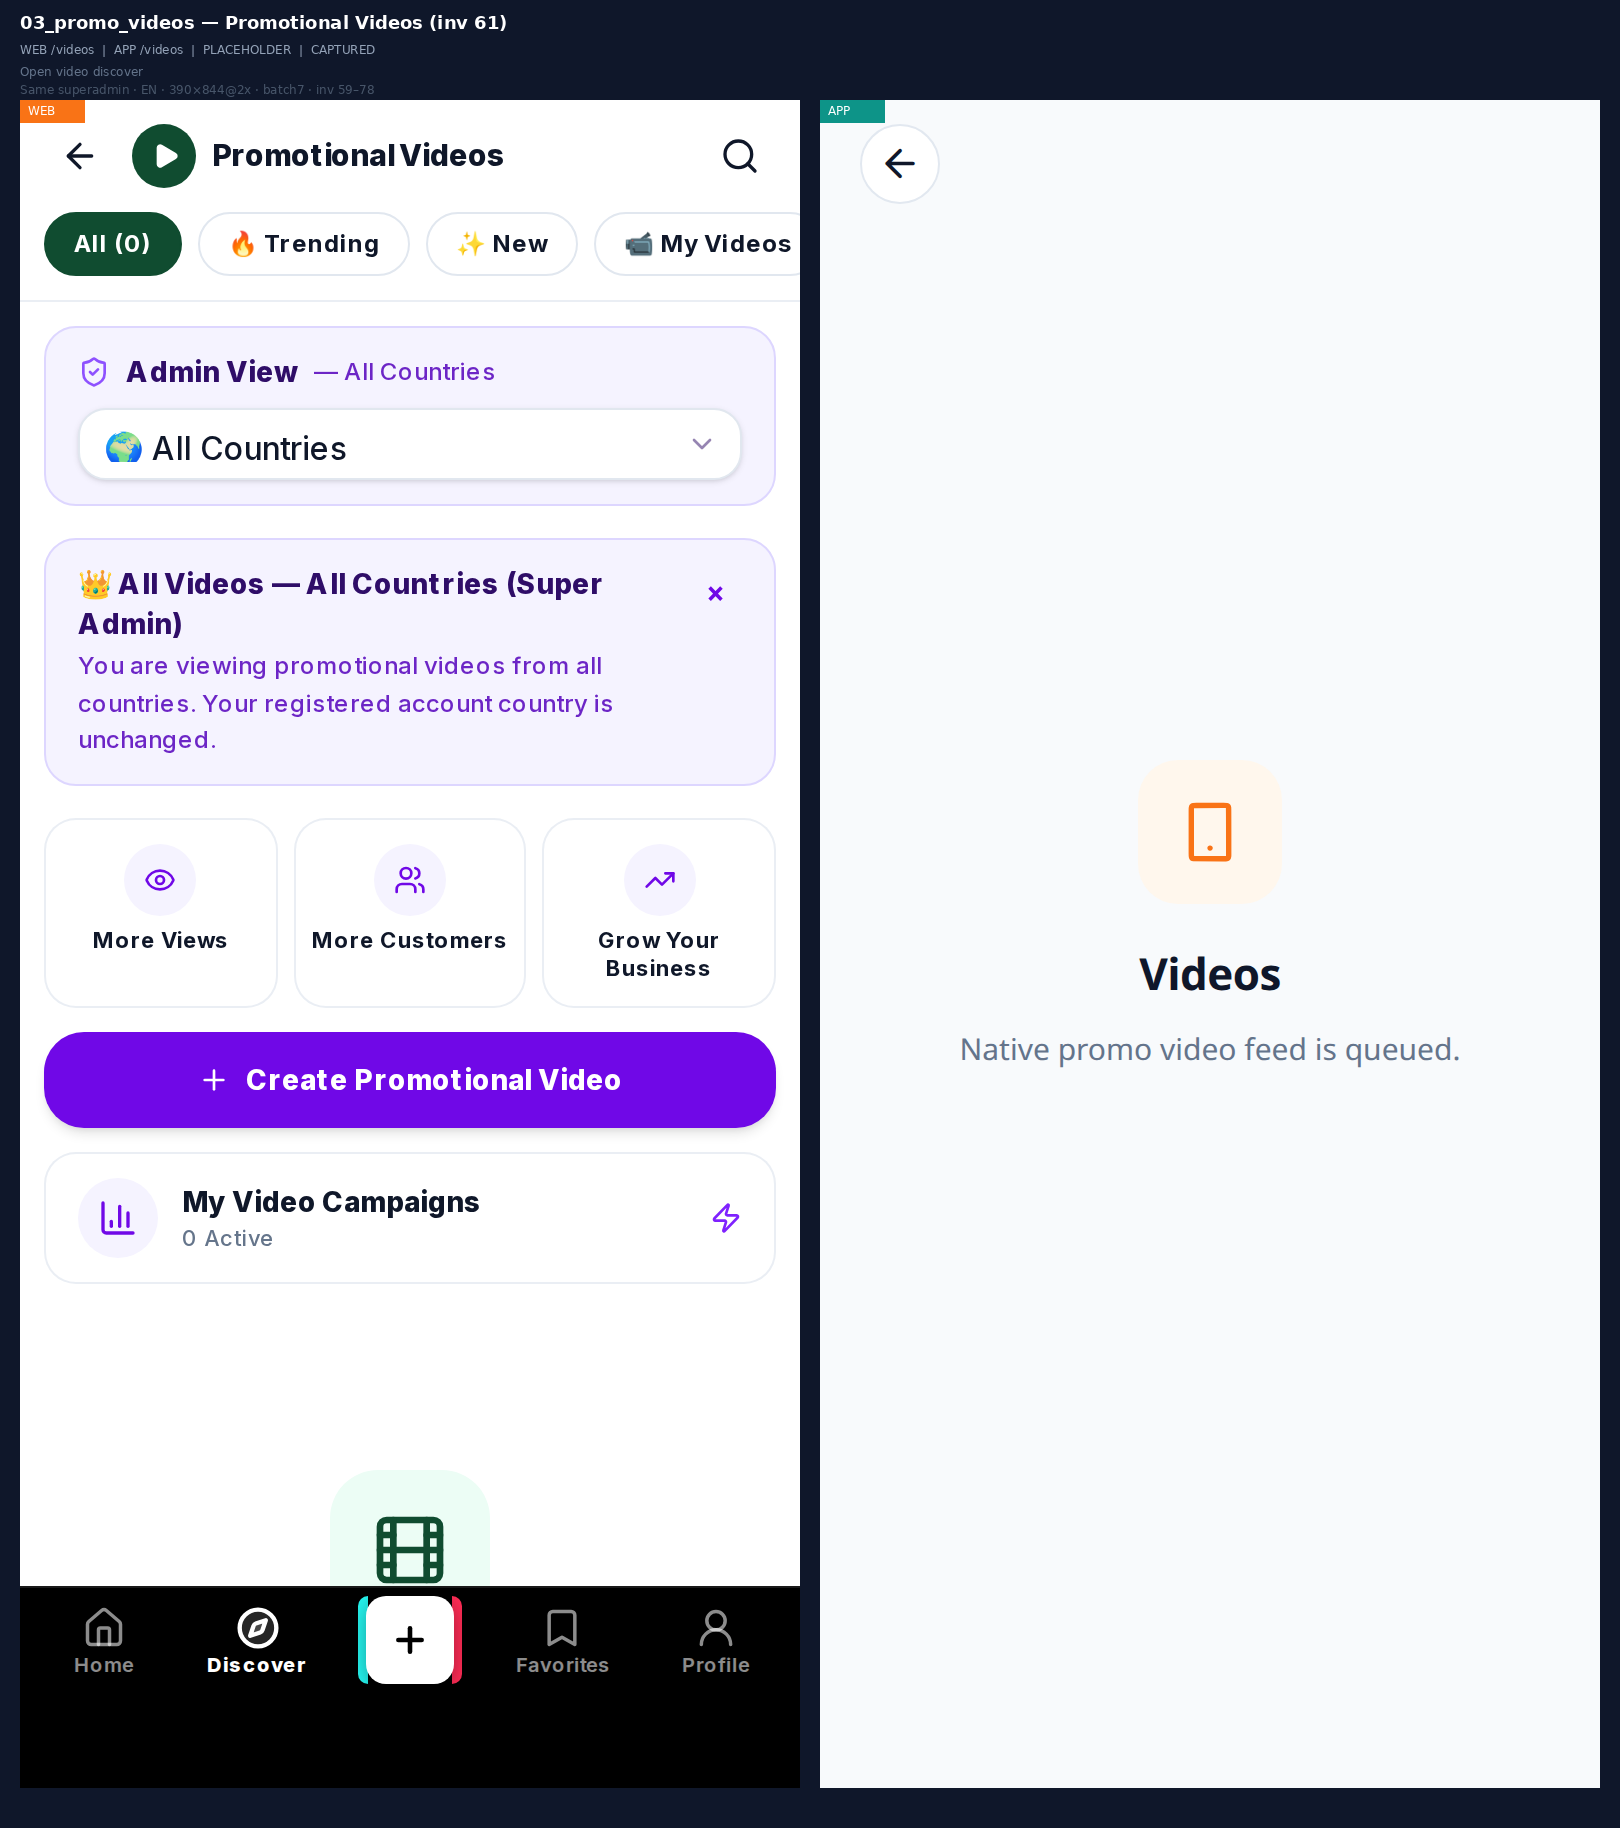 03_promo_videos — Promotional Videos (inv 61)
WEB /videos | APP /videos | PLACEHOLDER | CAPTURED
Open video discover
Same superadmin · EN · 390×844@2x · batch7 · inv 59–78
WEB
Promotional Videos
All (0)
🔥 Trending
✨ New
📹 My Videos
Admin View — All Countries
🌍 All Countries
👑 All Videos — All Countries (Super
Admin)
×
You are viewing promotional videos from all
countries. Your registered account country is
unchanged.
More Views
More Customers
Grow Your
Business
+ Create Promotional Video
My Video Campaigns
0 Active
Home
Discover
+
Favorites
Profile
APP
Videos
Native promo video feed is queued.